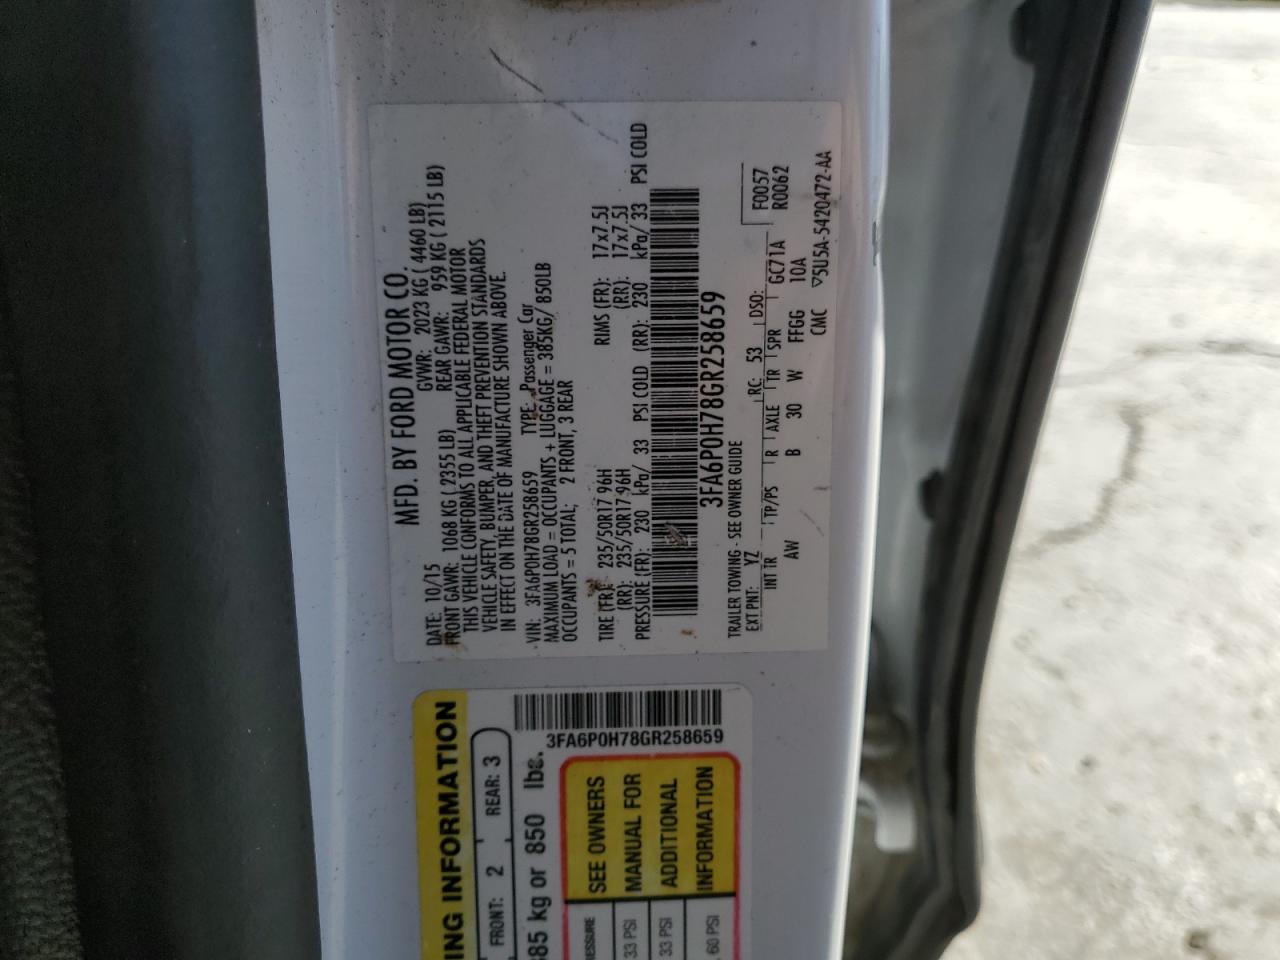 MFD. BY FORD MOTOR CO.
DATE: 10/15 GVWR: 2023 KG ( 4460 LB)
FRONT GAWR: 1068 KG ( 2355 LB) REAR GAWR: 959 KG ( 2115 LB)
THIS VEHICLE CONFORMS TO ALL APPLICABLE FEDERAL MOTOR
VEHICLE SAFETY, BUMPER, AND THEFT PREVENTION STANDARDS
IN EFFECT ON THE DATE OF MANUFACTURE SHOWN ABOVE.
VIN: 3FA6P0H78GR258659 TYPE: Passenger Car
MAXIMUM LOAD = OCCUPANTS + LUGGAGE = 385KG/ 850LB
OCCUPANTS = 5 TOTAL; 2 FRONT, 3 REAR
TIRE (FR): 235/50R17 96H RIMS (FR): 17x7.5J
(RR): 235/50R17 96H (RR): 17x7.5J
PRESSURE (FR): 230 kPa/ 33 PSI COLD (RR): 230 kPa/ 33 PSI COLD
3FA6P0H78GR258659
TRAILER TOWING - SEE OWNER GUIDE
EXT PNT: YZ RC: 53 DSO: F0057
INT TR TP/PS R AXLE TR SPR GC71A R0062
AW B 30 W FFGG 10A
CMC ▽5U5A-5420472-AA
3FA6P0H78GR258659
ING INFORMATION
FRONT: 2 REAR: 3
385 kg or 850 lbs.
SEE OWNERS
MANUAL FOR
ADDITIONAL
INFORMATION
33 PSI
33 PSI
60 PSI